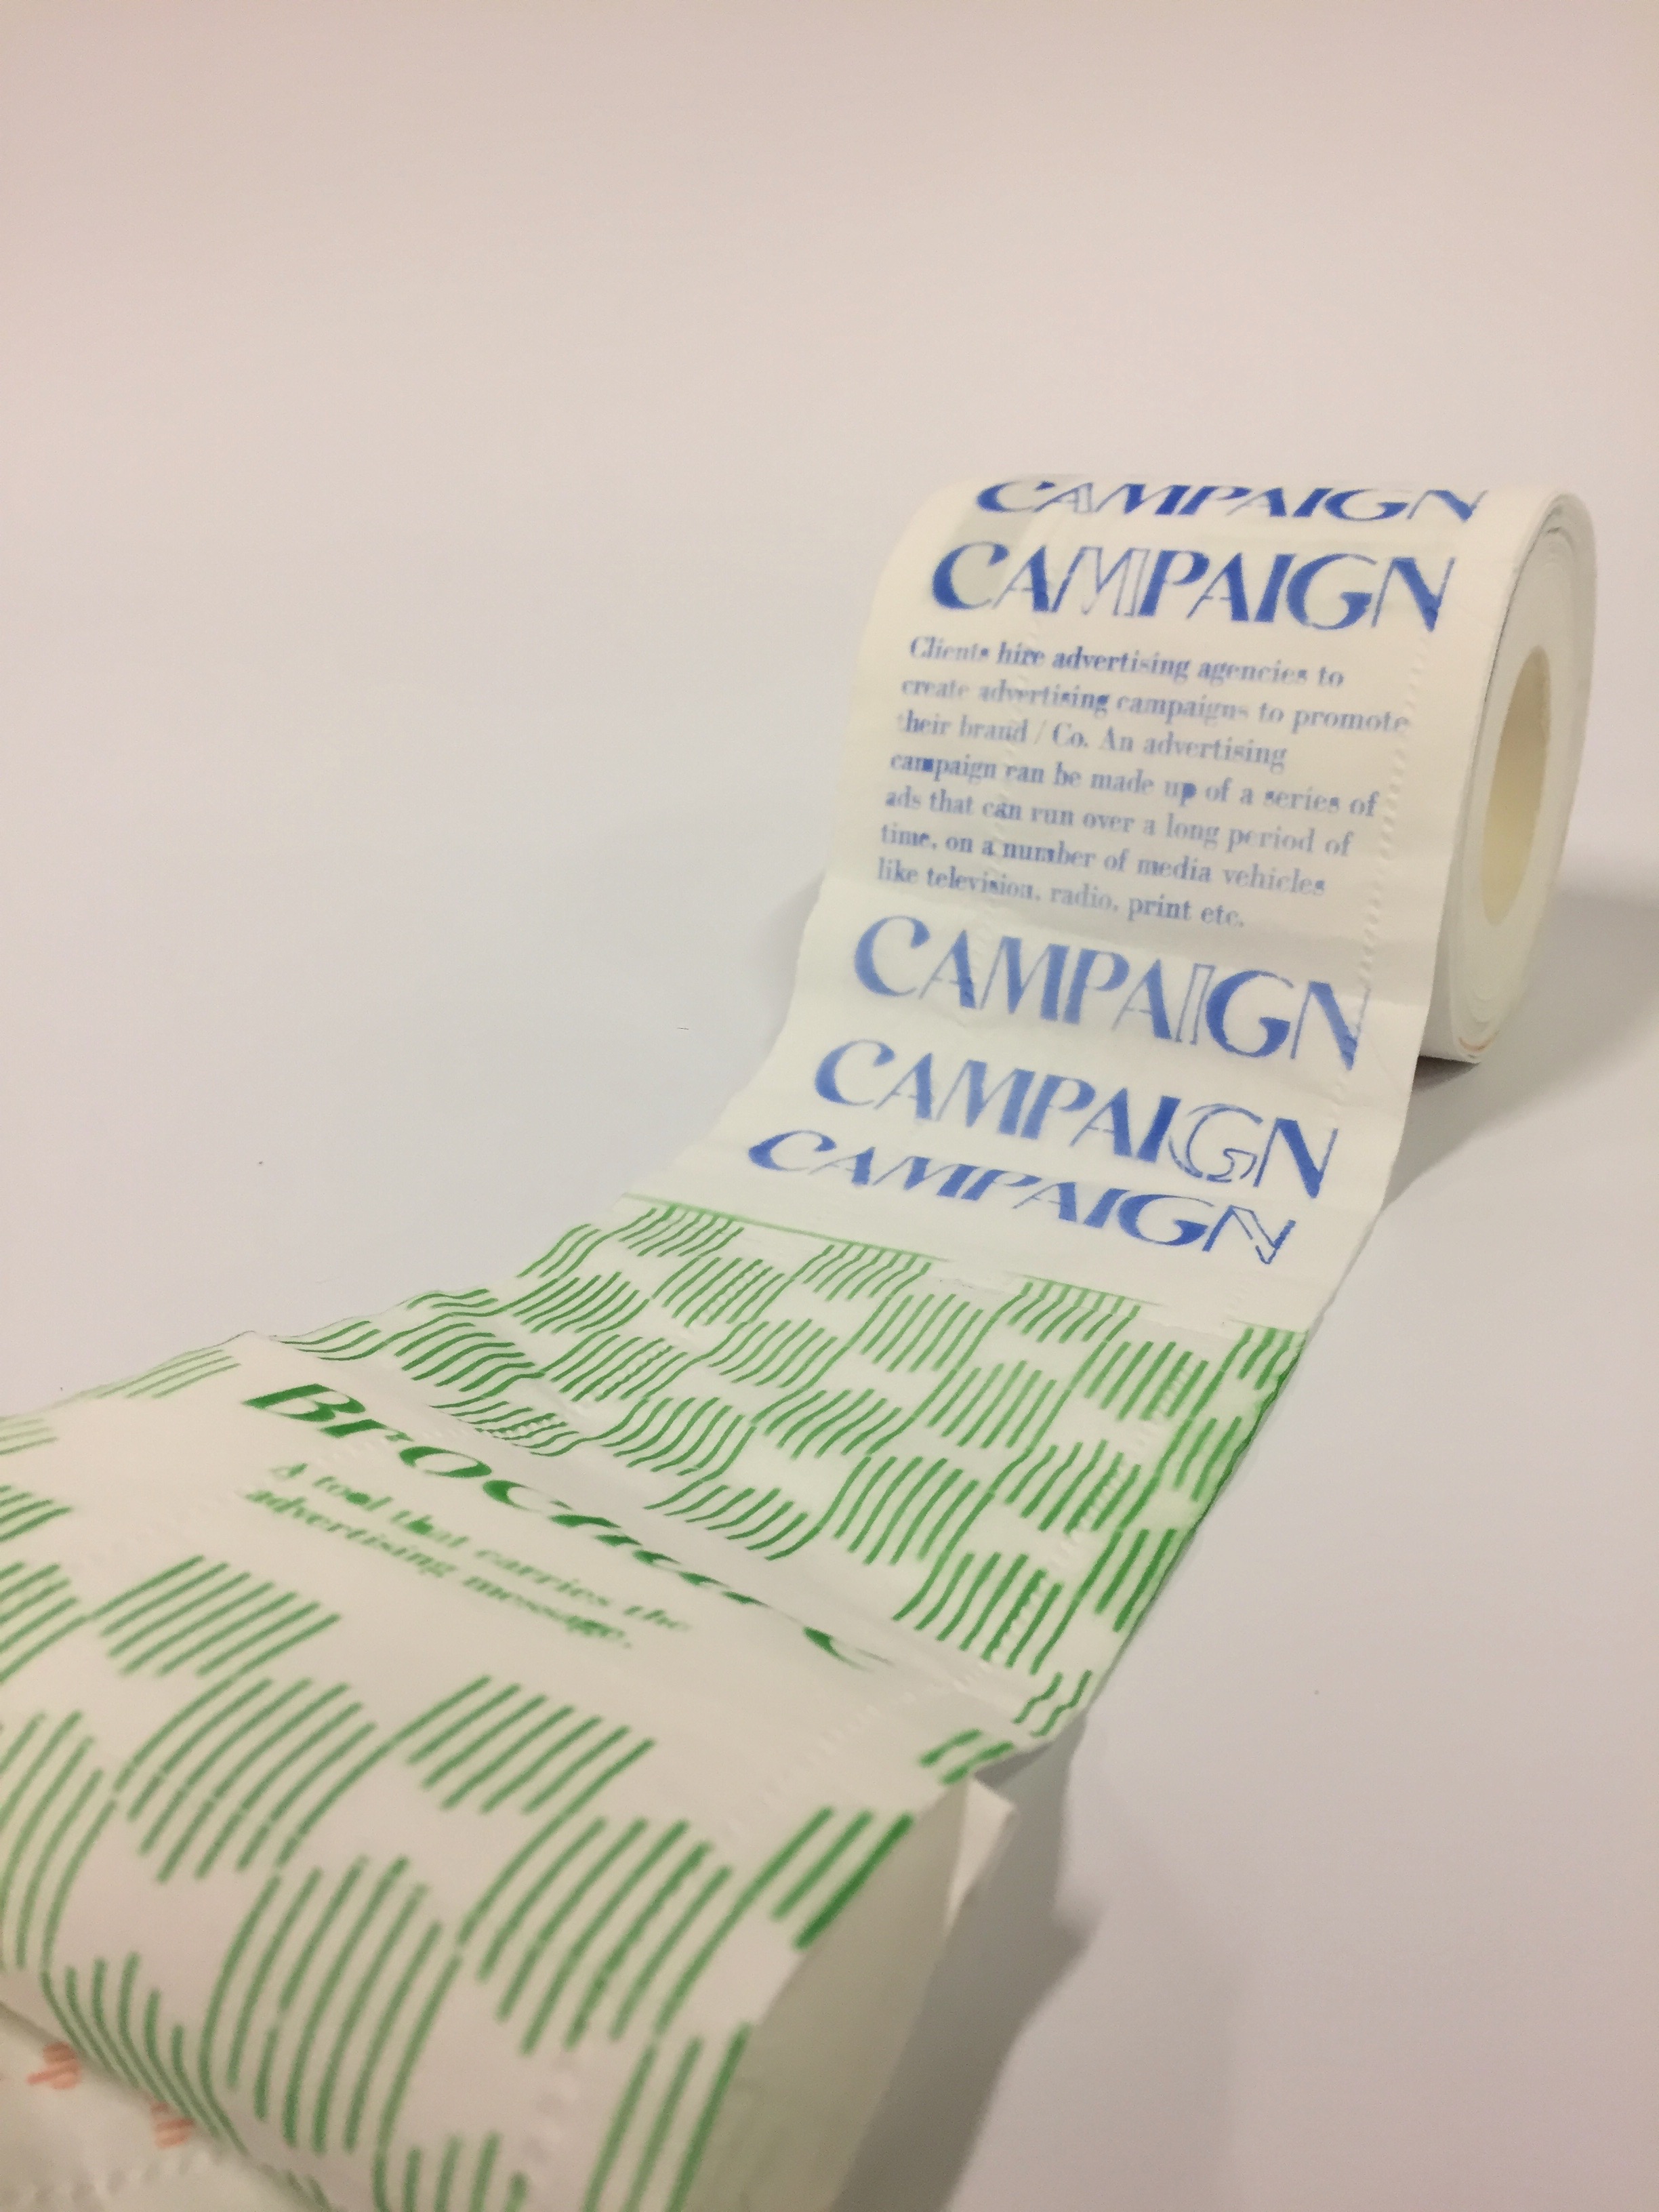 CAMPAIGN
CAMPAIGN
Clients hire advertising agencies to
create advertising campaigns to promote
their brand / Co. An advertising
campaign can be made up of a series of
ads that can run over a long period of
time, on a number of media vehicles
like television, radio, print etc.
CAMPAIGN
CAMPAIGN
CAMPAIGN
Brochure
A tool that carries the
advertising message.